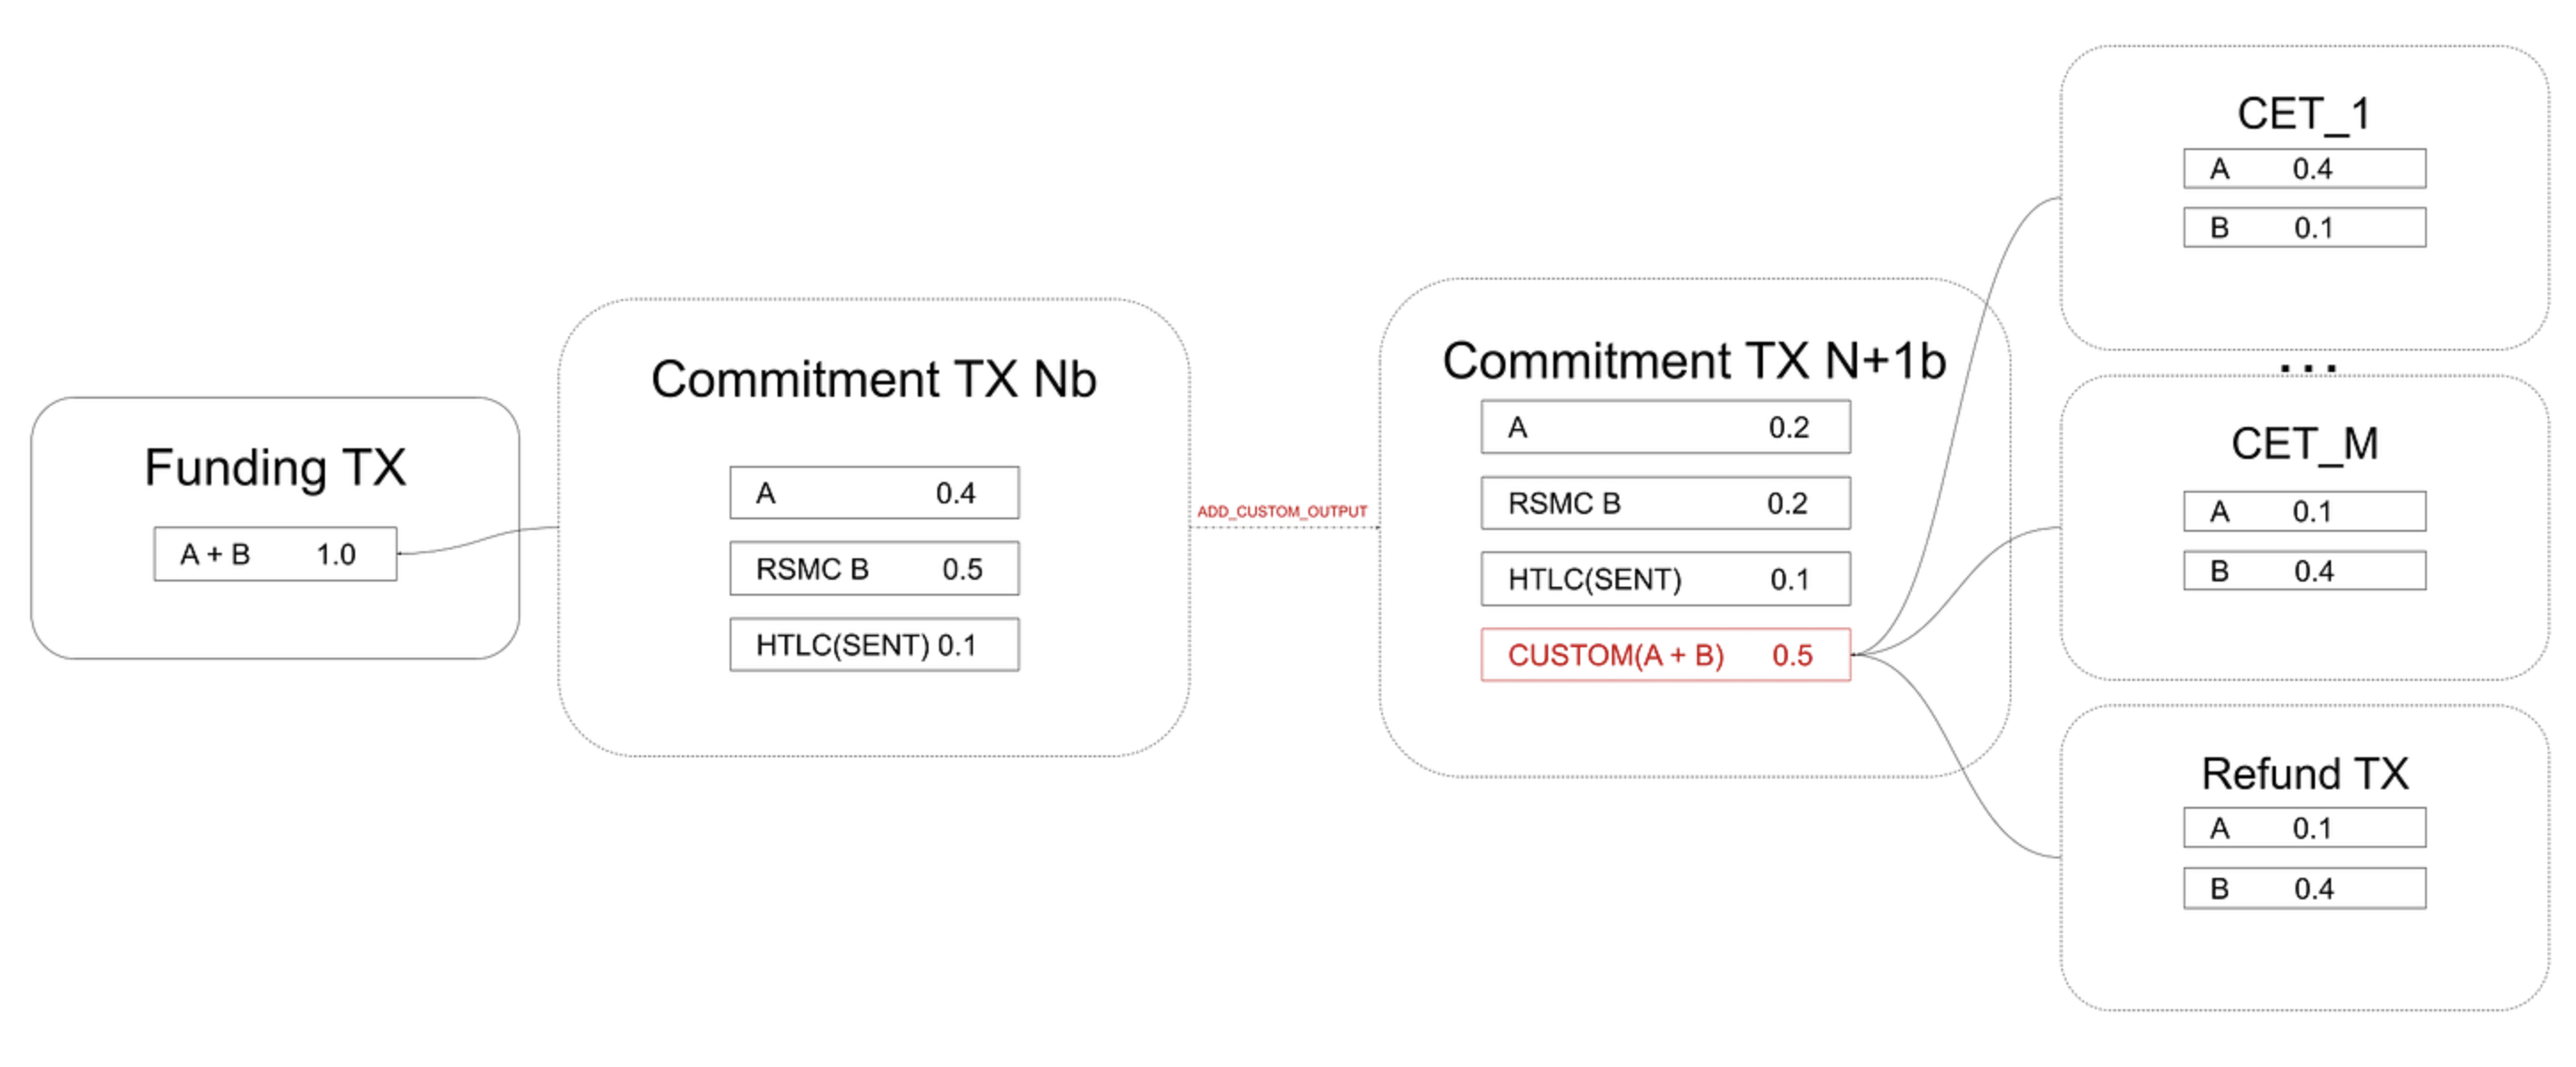 Funding TX
A + B 1.0
Commitment TX Nb
A 0.4
RSMC B 0.5
HTLC(SENT) 0.1
ADD_CUSTOM_OUTPUT
Commitment TX N+1b
A 0.2
RSMC B 0.2
HTLC(SENT) 0.1
CUSTOM(A + B) 0.5
CET_1
A 0.4
B 0.1
...
CET_M
A 0.1
B 0.4
Refund TX
A 0.1
B 0.4